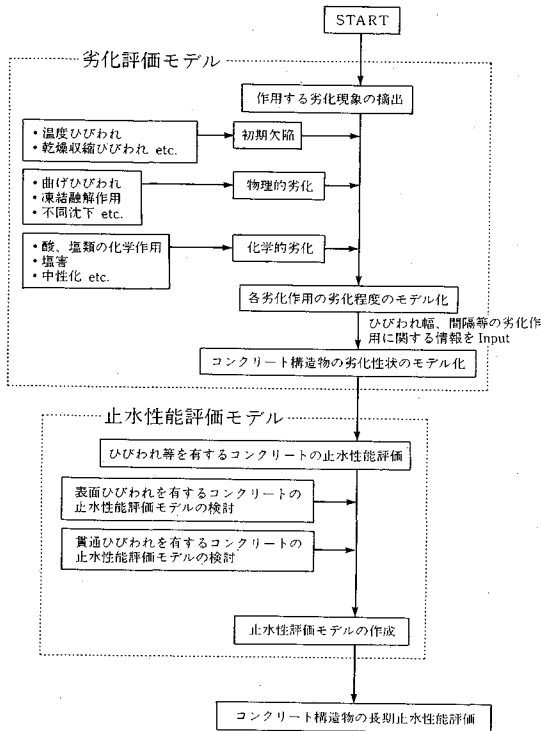 START
劣化評価モデル
作用する劣化現象の摘出
・温度ひびわれ
・乾燥収縮ひびわれ etc.
初期欠陥
・曲げひびわれ
・凍結融解作用
・不同沈下 etc.
物理的劣化
・酸、塩類の化学作用
・塩害
・中性化 etc.
化学的劣化
各劣化作用の劣化程度のモデル化
ひびわれ幅、間隔等の劣化作
用に関する情報を Input
コンクリート構造物の劣化性状のモデル化
止水性能評価モデル
ひびわれ等を有するコンクリートの止水性能評価
表面ひびわれを有するコンクリートの
止水性能評価モデルの検討
貫通ひびわれを有するコンクリートの
止水性能評価モデルの検討
止水性評価モデルの作成
コンクリート構造物の長期止水性能評価